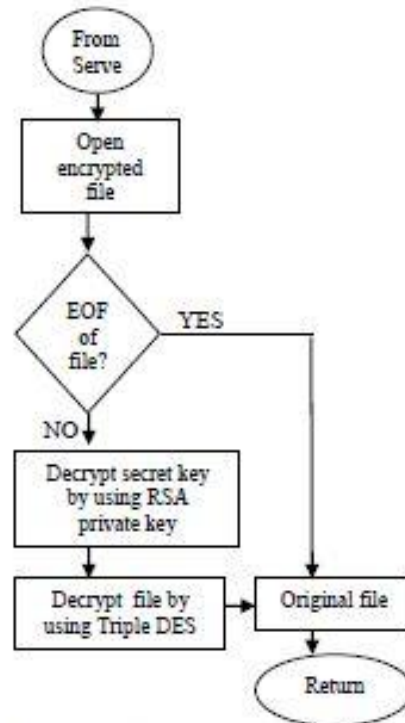 From
Serve
Open
encrypted
file
EOF
of
file?
YES
NO
Decrypt secret key
by using RSA
private key
Decrypt file by
using Triple DES
Original file
Return